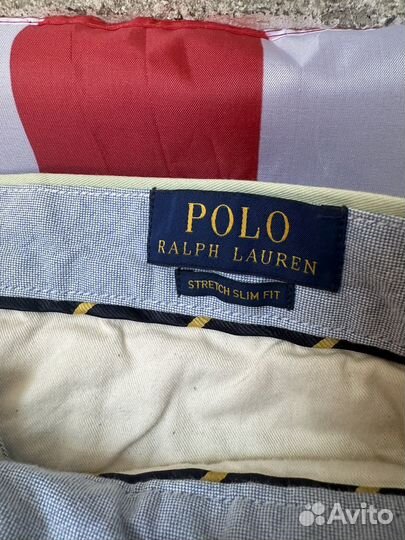 POLO
RALPH LAUREN
STRETCH SLIM FIT
Avito